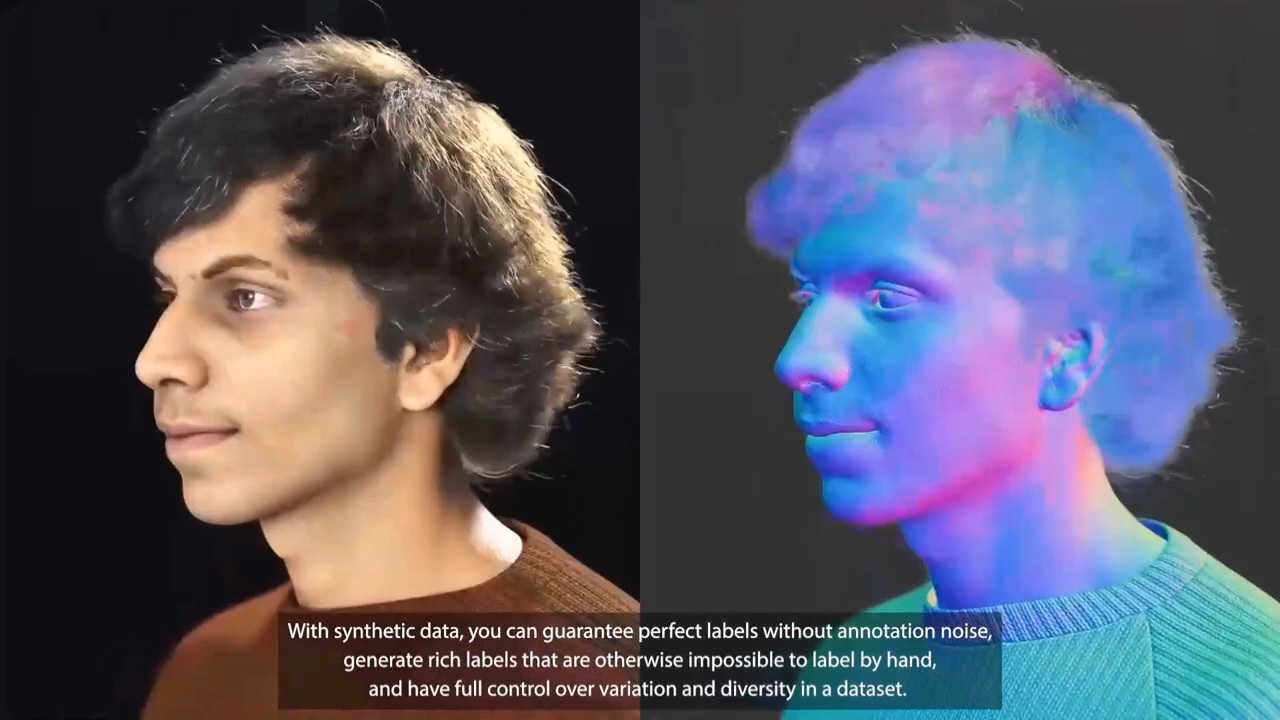 With synthetic data, you can guarantee perfect labels without annotation noise,
generate rich labels that are otherwise impossible to label by hand,
and have full control over variation and diversity in a dataset.